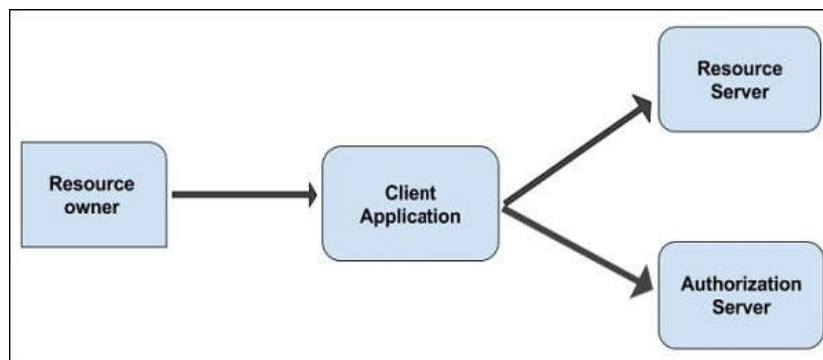 Resource
owner
Client
Application
Resource
Server
Authorization
Server